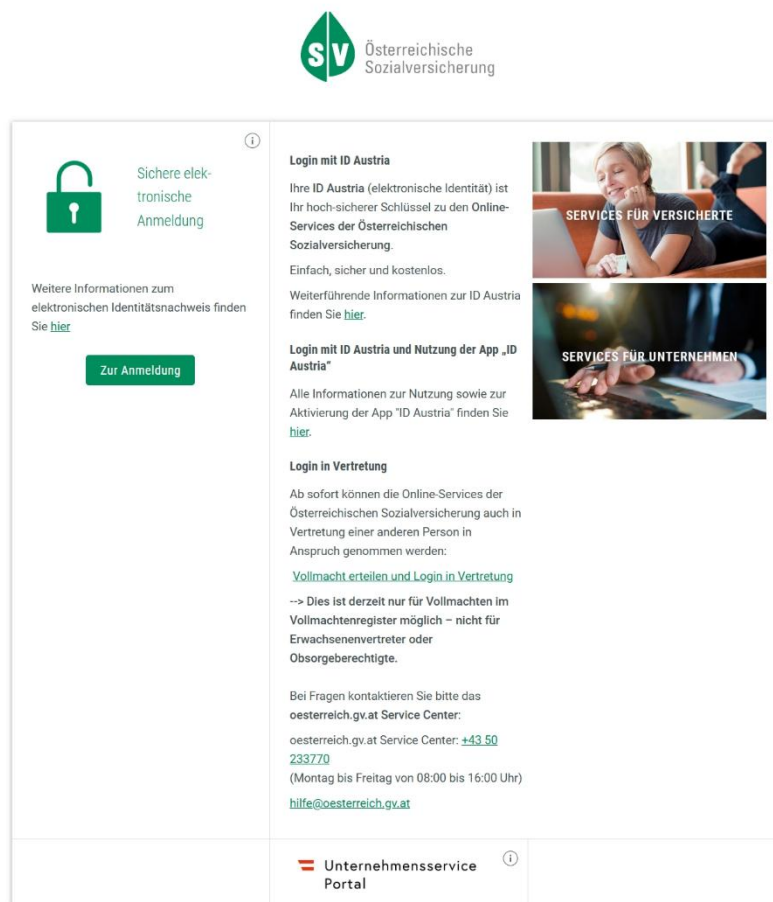 SV Österreichische
Sozialversicherung
Sichere elek-
tronische
Anmeldung
Weitere Informationen zum
elektronischen Identitätsnachweis finden
Sie hier
Zur Anmeldung
Login mit ID Austria
Ihre ID Austria (elektronische Identität) ist
Ihr hoch-sicherer Schlüssel zu den Online-
Services der Österreichischen
Sozialversicherung.
Einfach, sicher und kostenlos.
Weiterführende Informationen zur ID Austria
finden Sie hier.
Login mit ID Austria und Nutzung der App „ID
Austria“
Alle Informationen zur Nutzung sowie zur
Aktivierung der App "ID Austria" finden Sie
hier.
Login in Vertretung
Ab sofort können die Online-Services der
Österreichischen Sozialversicherung auch in
Vertretung einer anderen Person in
Anspruch genommen werden:
Vollmacht erteilen und Login in Vertretung
--> Dies ist derzeit nur für Vollmachten im
Vollmachtenregister möglich – nicht für
Erwachsenenvertreter oder
Obsorgeberechtigte.
Bei Fragen kontaktieren Sie bitte das
oesterreich.gv.at Service Center:
oesterreich.gv.at Service Center: +43 50
233770
(Montag bis Freitag von 08:00 bis 16:00 Uhr)
hilfe@oesterreich.gv.at
SERVICES FÜR VERSICHERTE
SERVICES FÜR UNTERNEHMEN
Unternehmensservice
Portal